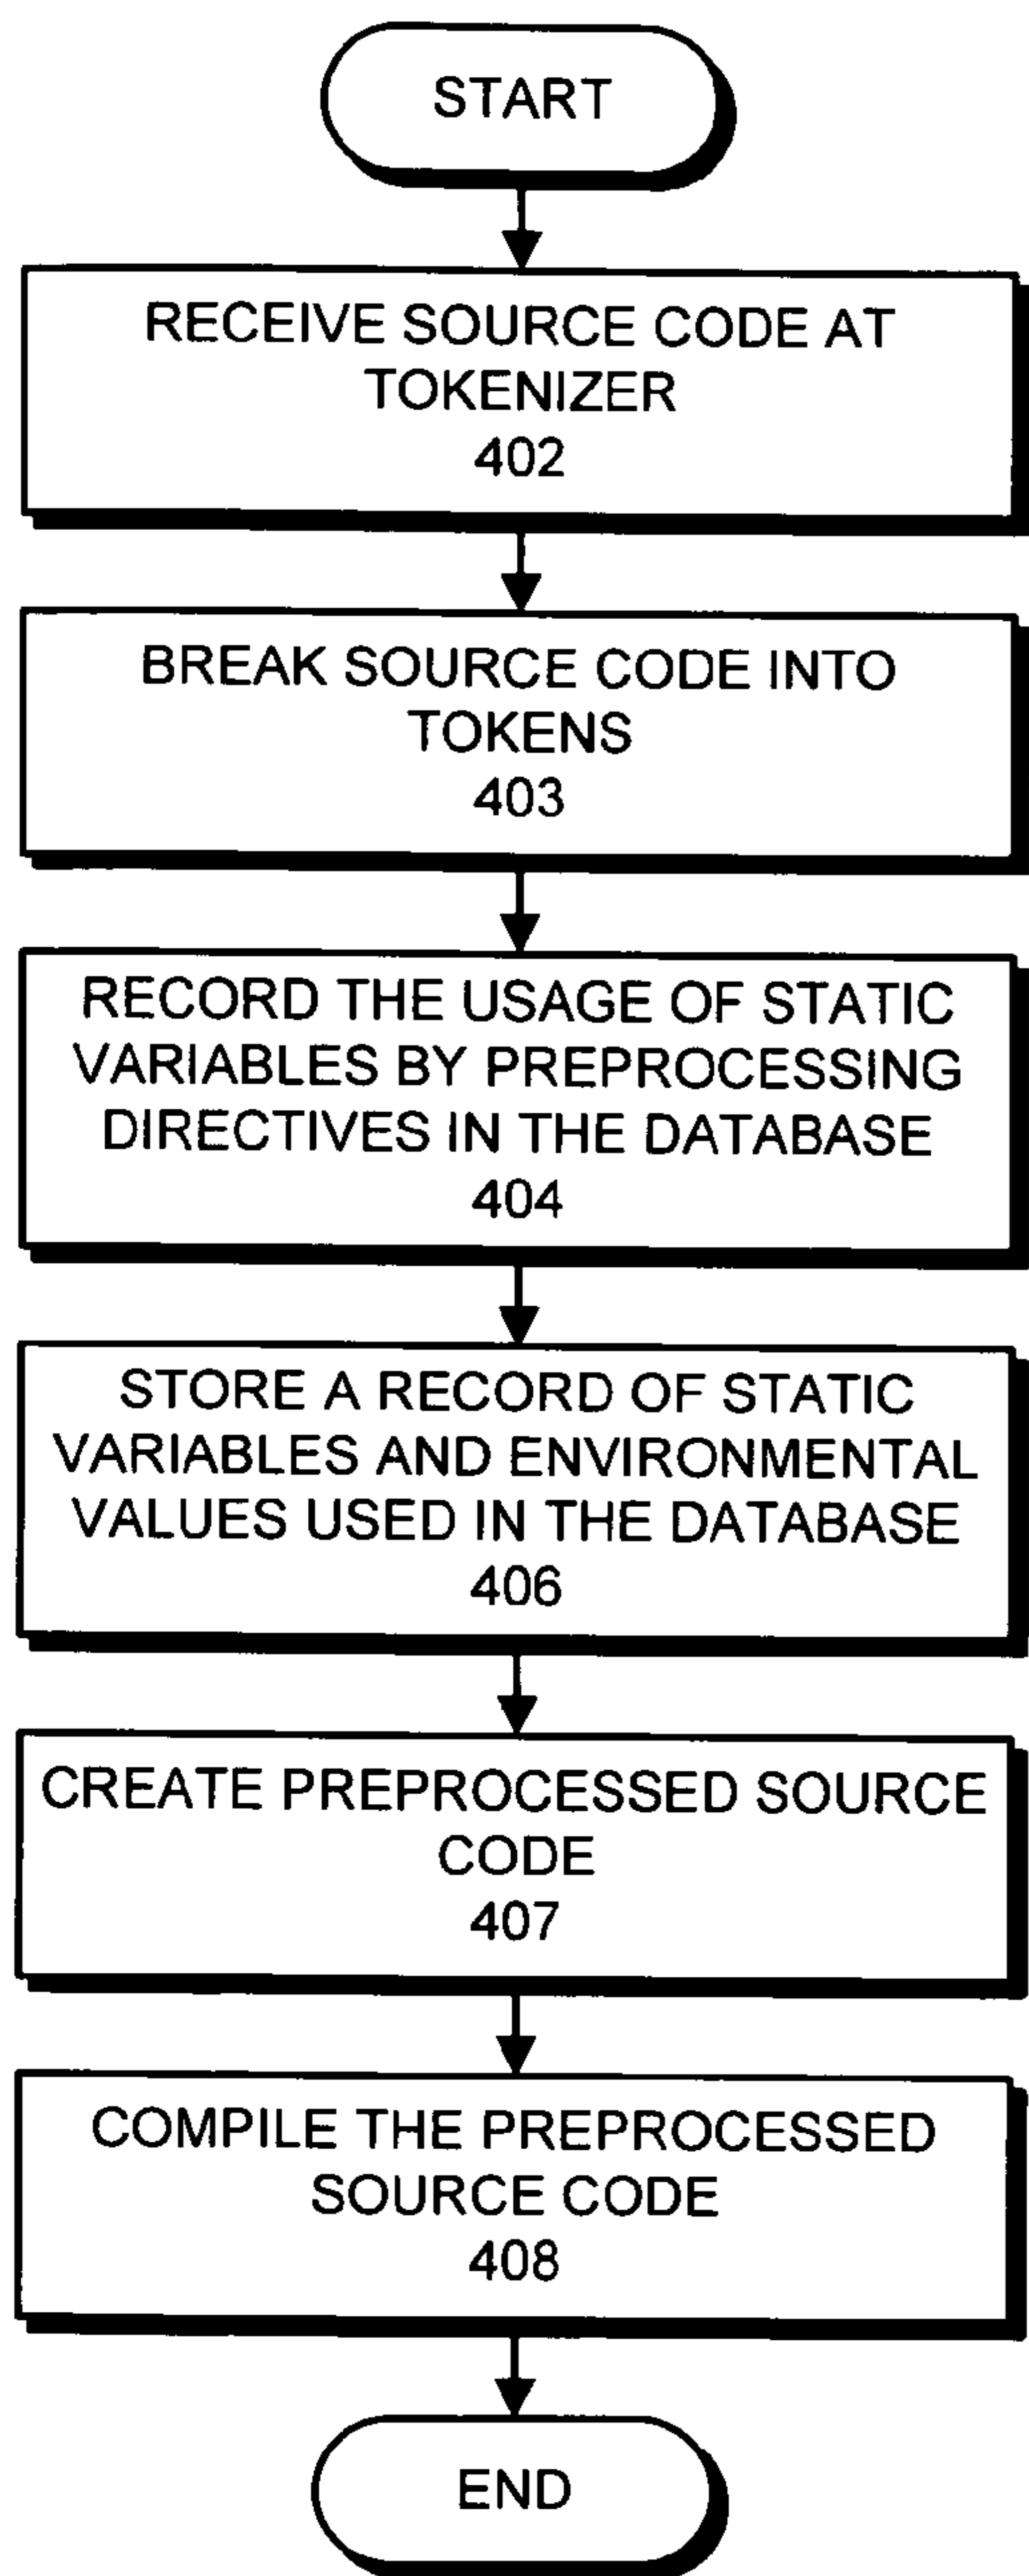 START
RECEIVE SOURCE CODE AT
TOKENIZER
402
BREAK SOURCE CODE INTO
TOKENS
403
RECORD THE USAGE OF STATIC
VARIABLES BY PREPROCESSING
DIRECTIVES IN THE DATABASE
404
STORE A RECORD OF STATIC
VARIABLES AND ENVIRONMENTAL
VALUES USED IN THE DATABASE
406
CREATE PREPROCESSED SOURCE
CODE
407
COMPILE THE PREPROCESSED
SOURCE CODE
408
END